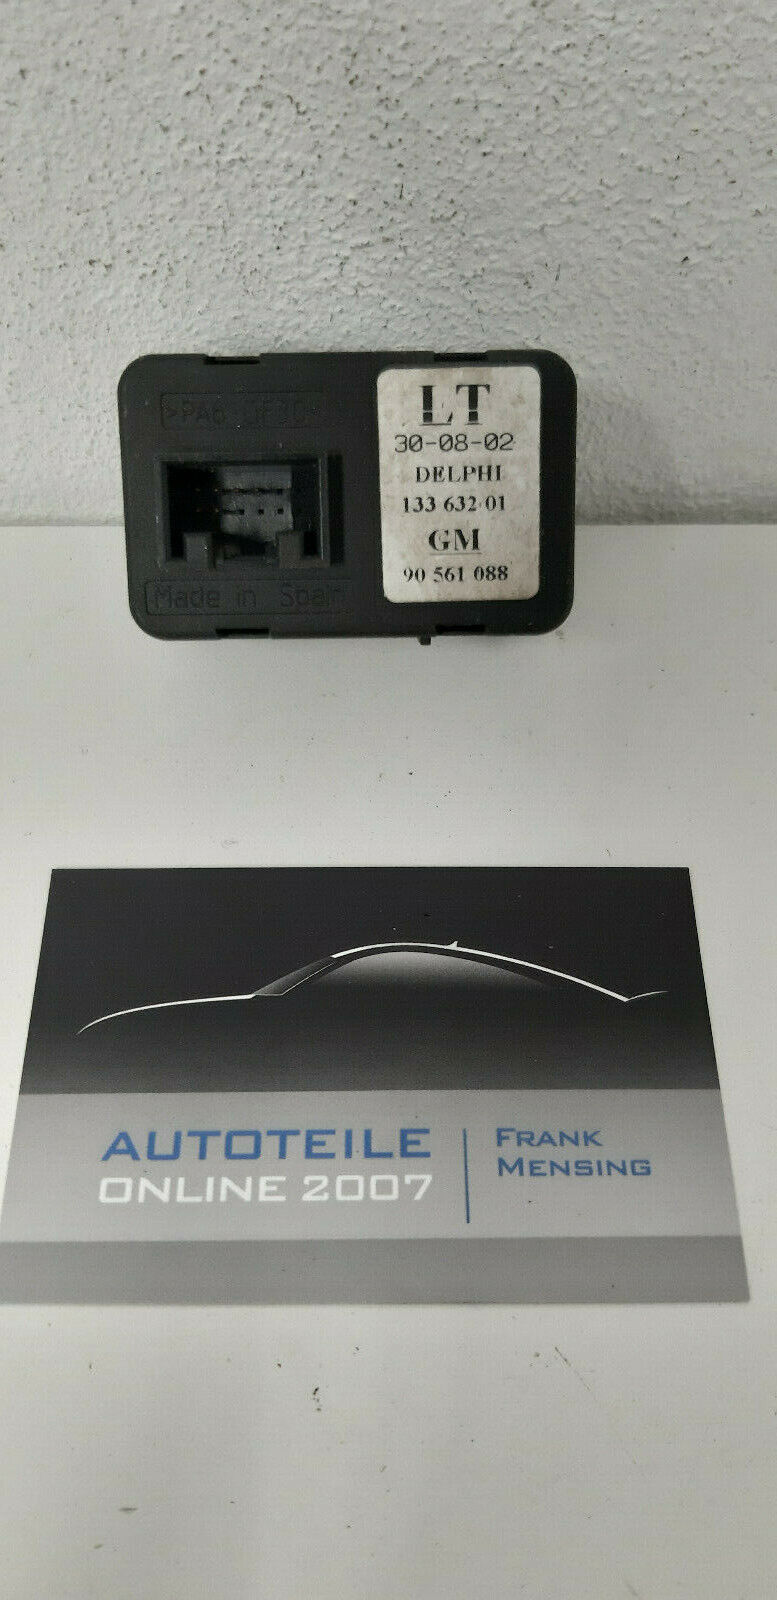 >PA6 GF30<
LT
30-08-02
DELPHI
133 632 01
GM
90 561 088
Made in Spain
AUTOTEILE
ONLINE 2007
FRANK
MENSING